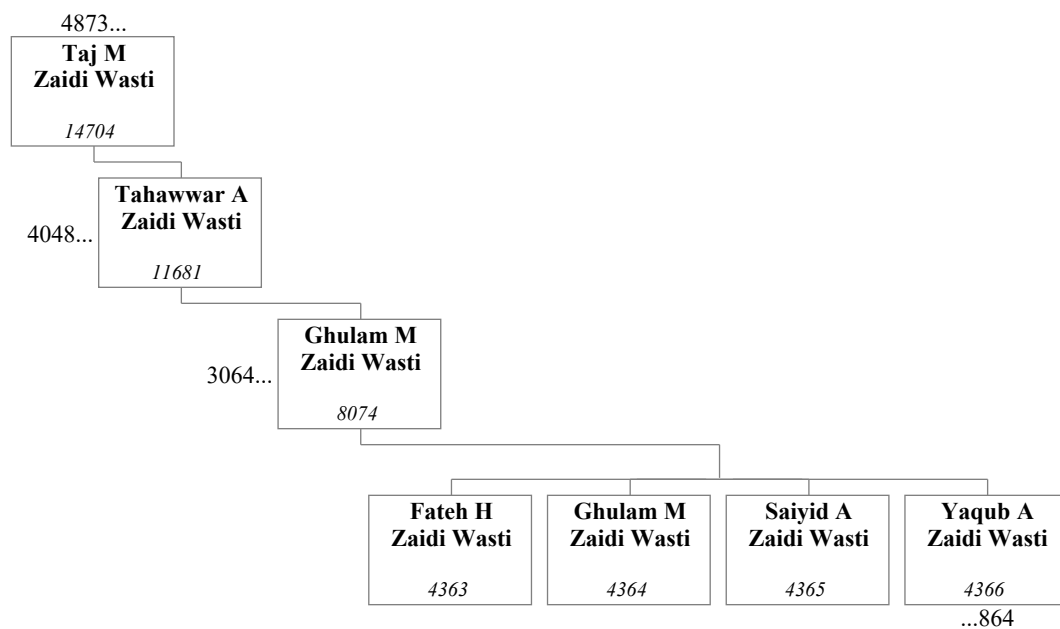 4873...
Taj M
Zaidi Wasti
14704
Tahawwar A
Zaidi Wasti
4048...
11681
Ghulam M
Zaidi Wasti
3064...
8074
Fateh H
Zaidi Wasti
4363
Ghulam M
Zaidi Wasti
4364
Saiyid A
Zaidi Wasti
4365
Yaqub A
Zaidi Wasti
4366
...864